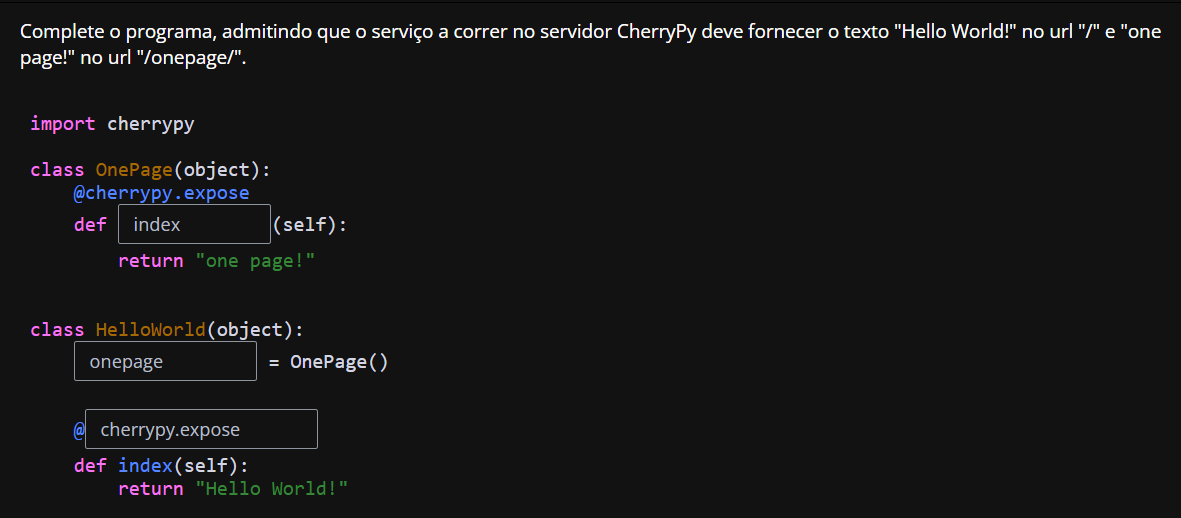 Complete o programa, admitindo que o serviço a correr no servidor CherryPy deve fornecer o texto "Hello World!" no url "/" e "one
page!" no url "/onepage/".
import cherrypy
class OnePage(object):
@cherrypy.expose
def index (self):
return "one page!"
class HelloWorld(object):
onepage = OnePage()
@ cherrypy.expose
def index(self):
return "Hello World!"